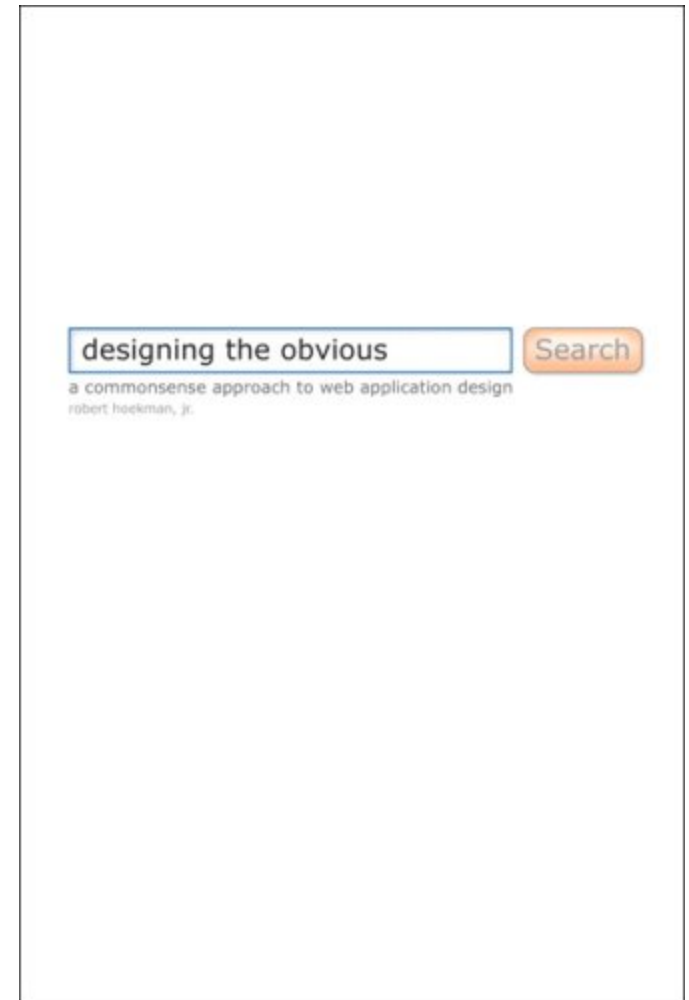 designing the obvious
Search
a commonsense approach to web application design
robert hoekman, jr.